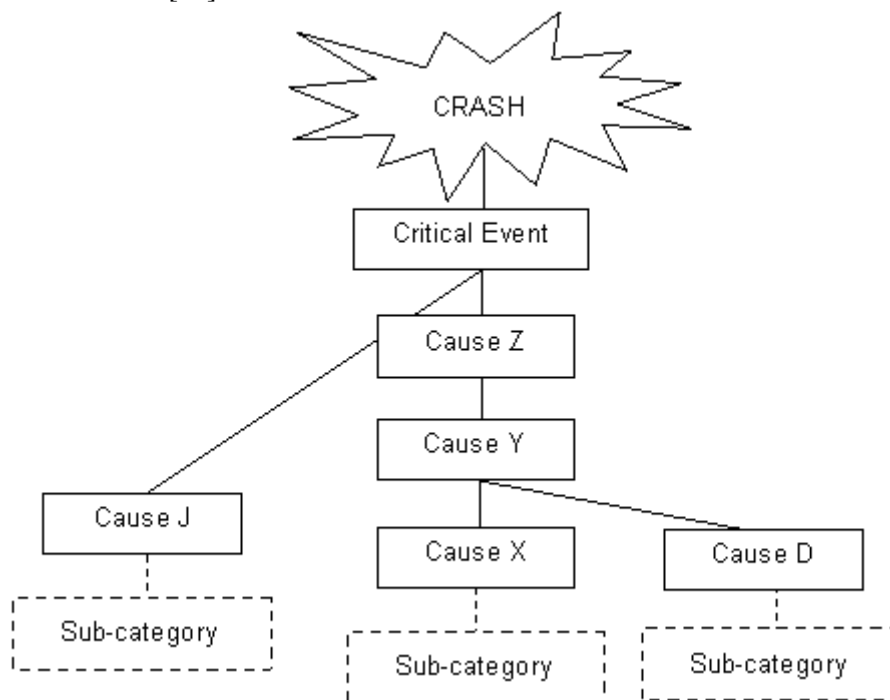 CRASH
Critical Event
Cause Z
Cause Y
Cause J
Cause X
Cause D
Sub-category
Sub-category
Sub-category